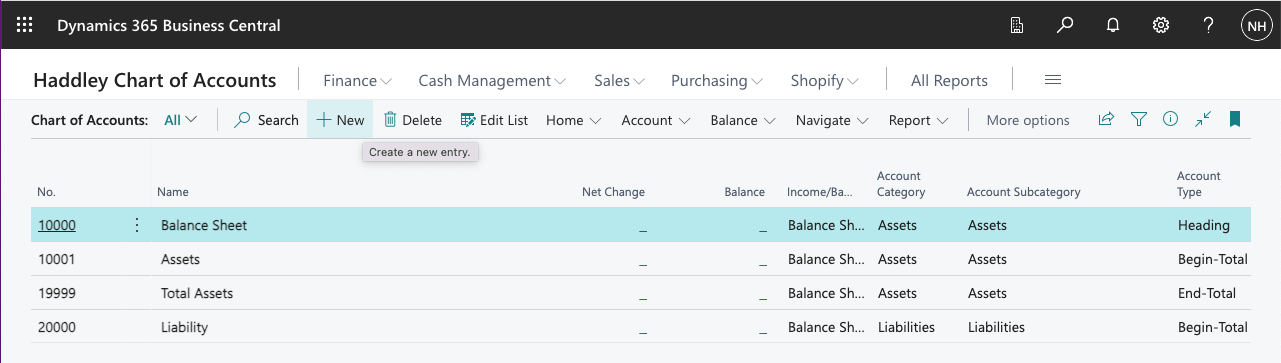 Dynamics 365 Business Central
NH
Haddley Chart of Accounts Finance Cash Management Sales Purchasing Shopify All Reports
Chart of Accounts: All Search New Delete Edit List Home Account Balance Navigate Report More options
Create a new entry.
No. Name Net Change Balance Income/Ba... Account Category Account Subcategory Account Type
10000 Balance Sheet _ _ Balance Sh... Assets Assets Heading
10001 Assets _ _ Balance Sh... Assets Assets Begin-Total
19999 Total Assets _ _ Balance Sh... Assets Assets End-Total
20000 Liability _ _ Balance Sh... Liabilities Liabilities Begin-Total